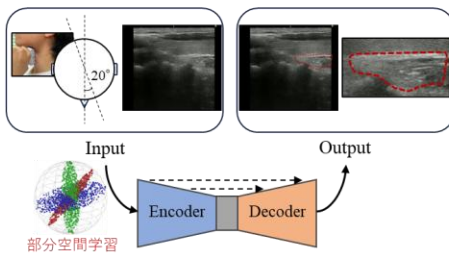 20°
Input
Output
Encoder
Decoder
部分空間学習